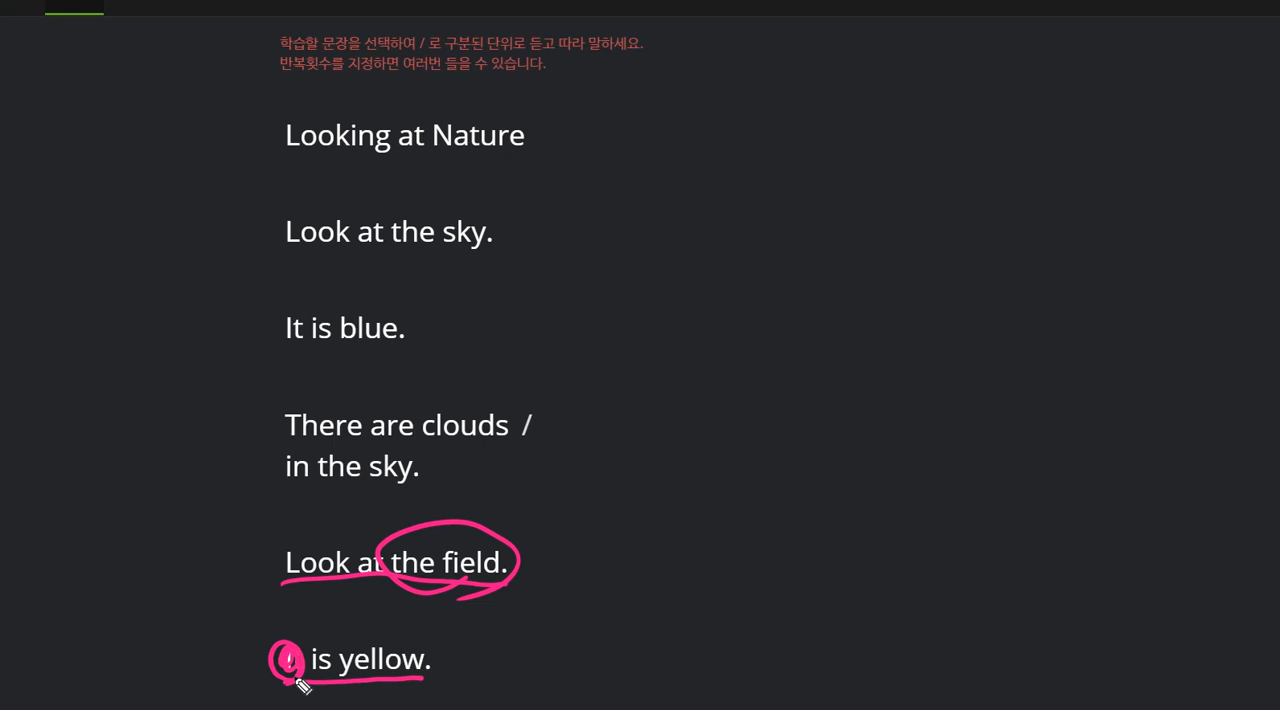 학습할 문장을 선택하여 / 로 구분된 단위로 듣고 따라 말하세요.
반복횟수를 지정하면 여러번 들을 수 있습니다.
Looking at Nature
Look at the sky.
It is blue.
There are clouds /
in the sky.
Look at the field.
is yellow.